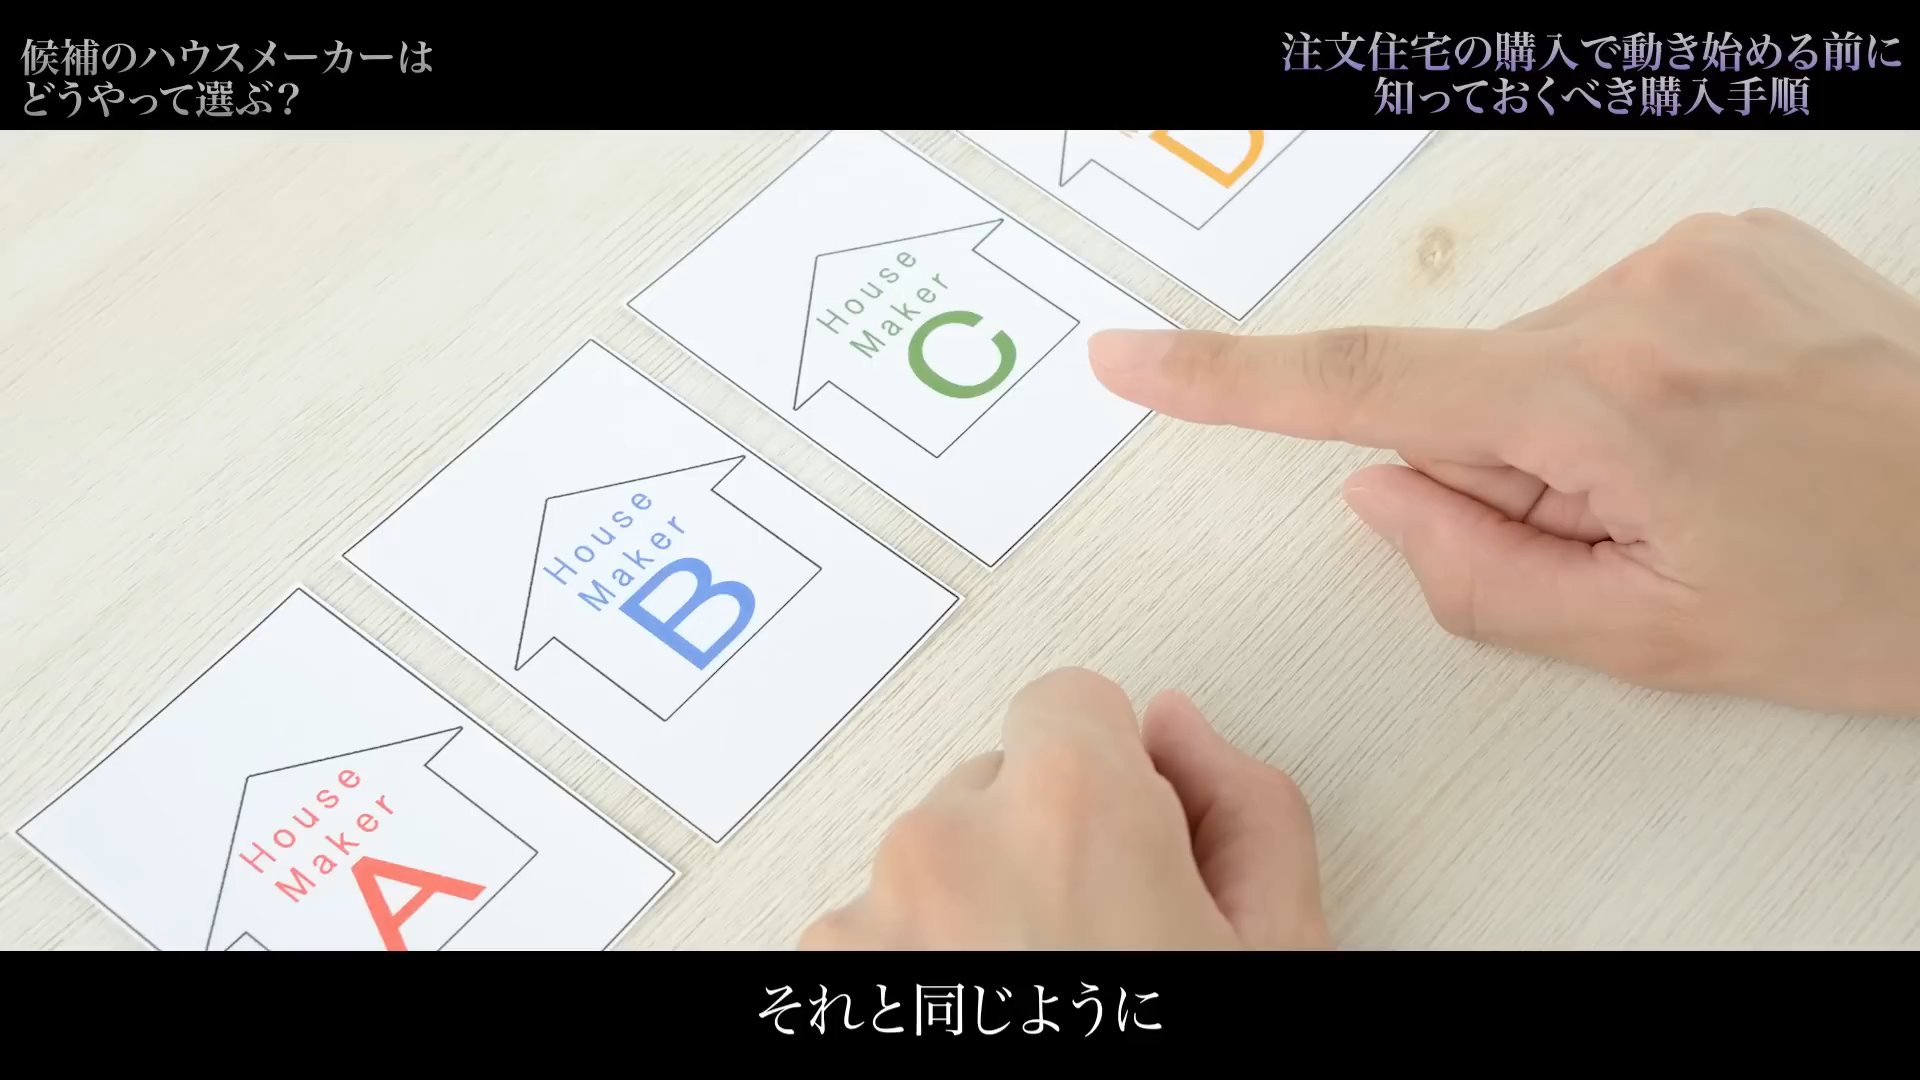 候補のハウスメーカーは
どうやって選ぶ?
注文住宅の購入で動き始める前に
知っておくべき購入手順
D
House
Maker
C
House
Maker
B
House
Maker
A
それと同じように